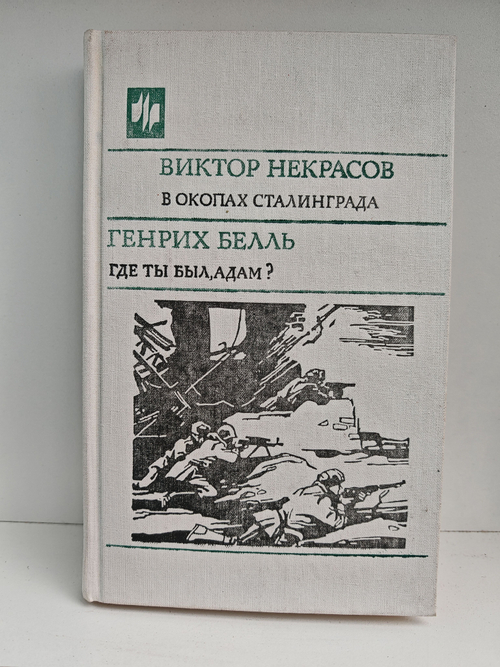 ВИКТОР НЕКРАСОВ
В ОКОПАХ СТАЛИНГРАДА
ГЕНРИХ БЕЛЛЬ
ГДЕ ТЫ БЫЛ, АДАМ?